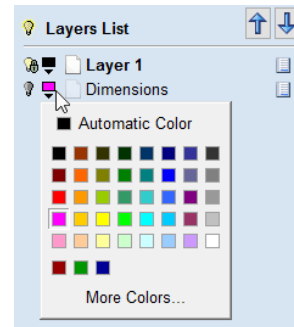 Layers List
Layer 1
Dimensions
Automatic Color
More Colors...